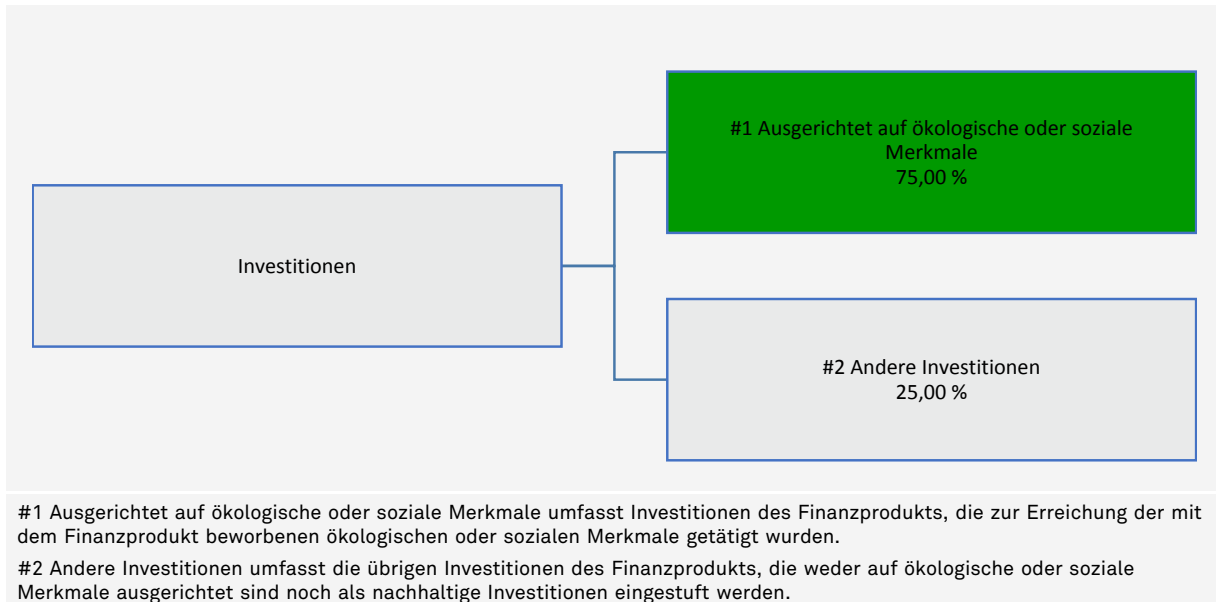 #1 Ausgerichtet auf ökologische oder soziale
Merkmale
75,00 %
Investitionen
#2 Andere Investitionen
25,00 %
#1 Ausgerichtet auf ökologische oder soziale Merkmale umfasst Investitionen des Finanzprodukts, die zur Erreichung der mit
dem Finanzprodukt beworbenen ökologischen oder sozialen Merkmale getätigt wurden.
#2 Andere Investitionen umfasst die übrigen Investitionen des Finanzprodukts, die weder auf ökologische oder soziale
Merkmale ausgerichtet sind noch als nachhaltige Investitionen eingestuft werden.